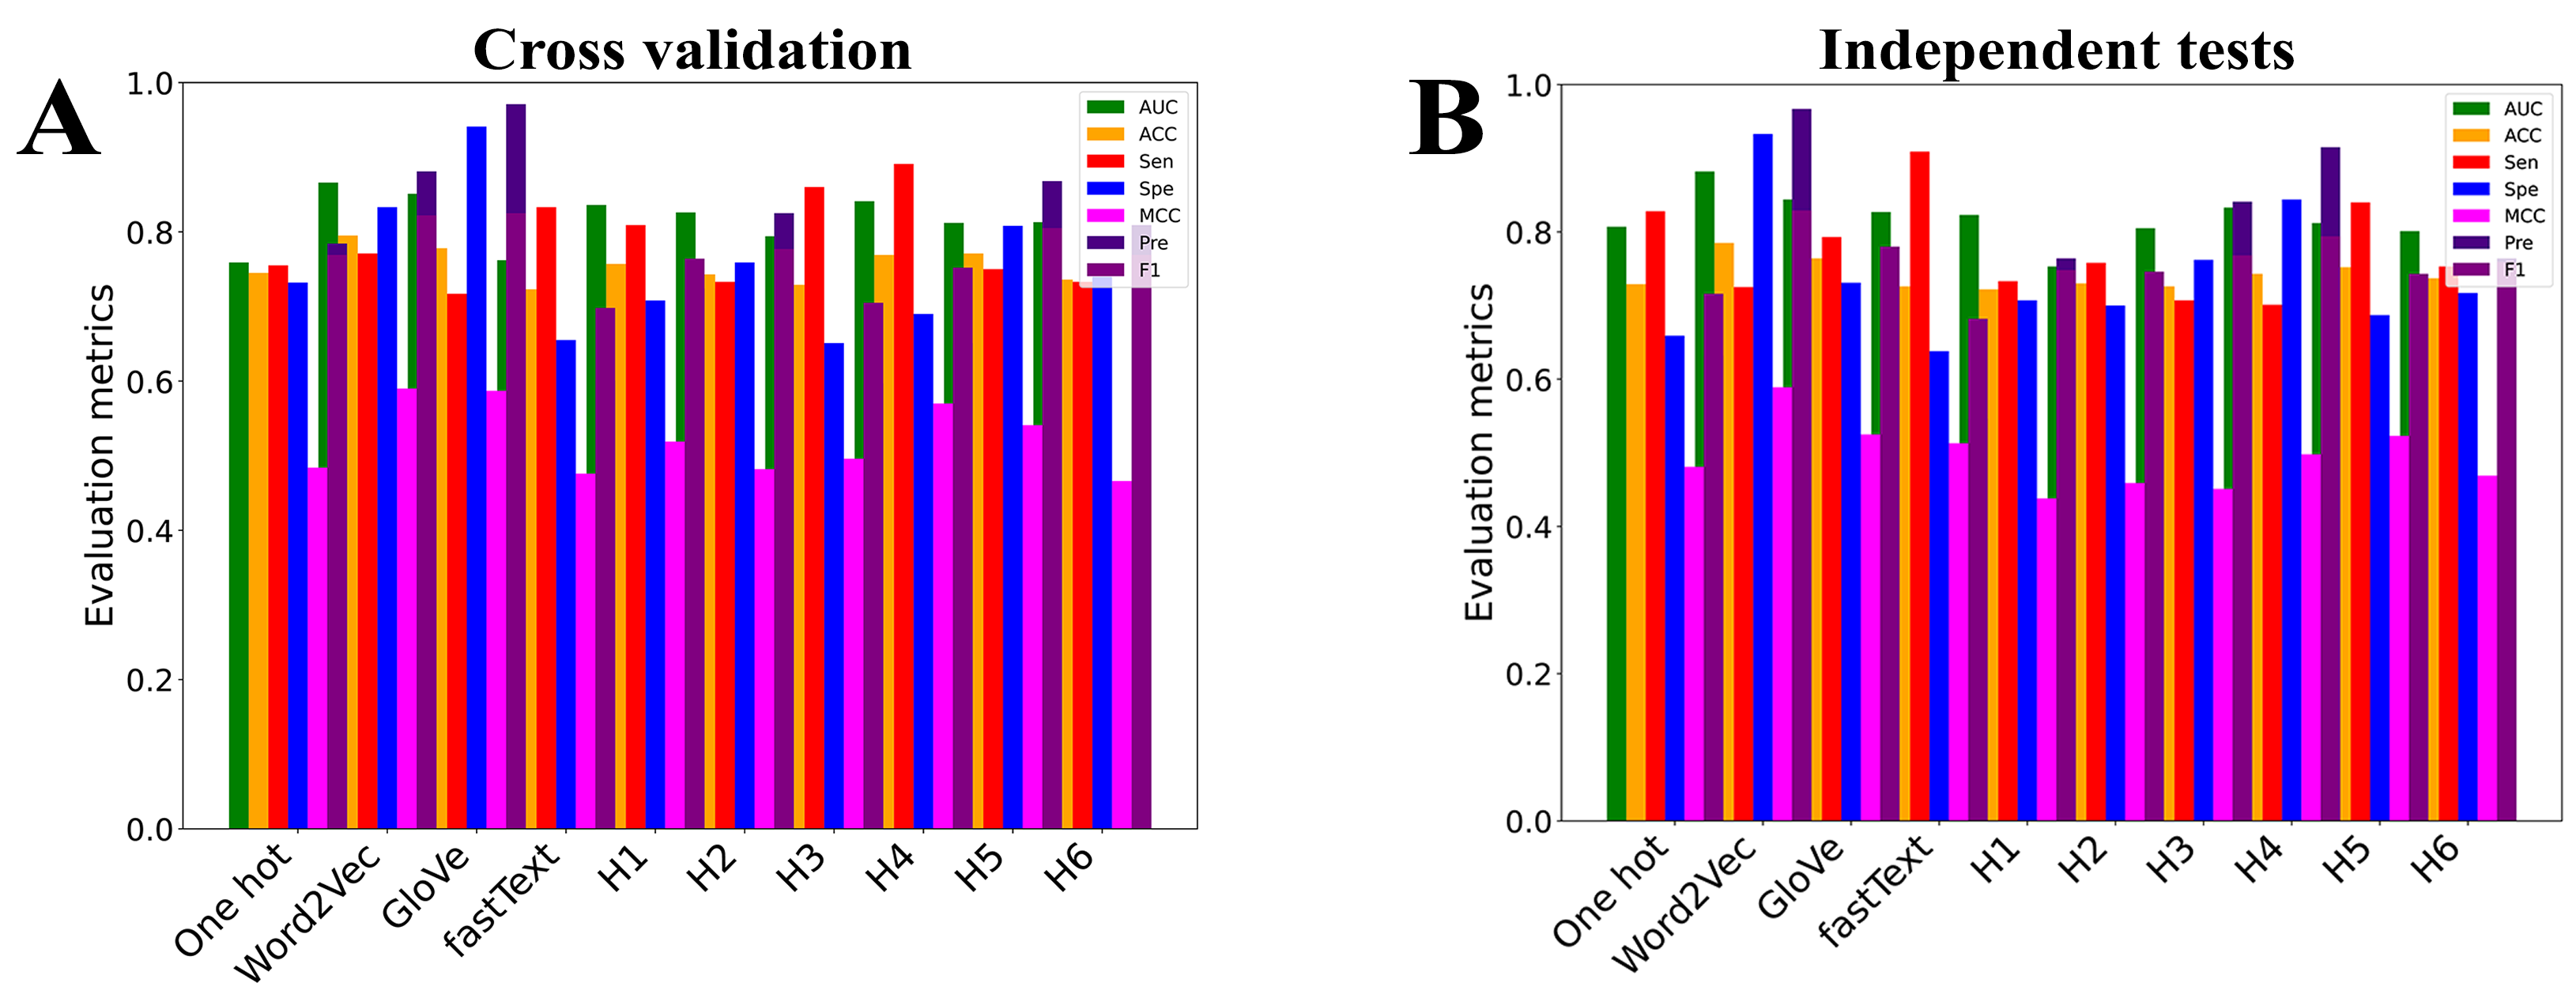 Cross validation
A
1.0
0.8
0.6
0.4
0.2
0.0
Evaluation metrics
AUC
ACC
Sen
Spe
MCC
Pre
F1
One hot
Word2Vec
GloVe
fastText
H1
H2
H3
H4
H5
H6
Independent tests
B
1.0
0.8
0.6
0.4
0.2
0.0
Evaluation metrics
AUC
ACC
Sen
Spe
MCC
Pre
F1
One hot
Word2Vec
GloVe
fastText
H1
H2
H3
H4
H5
H6